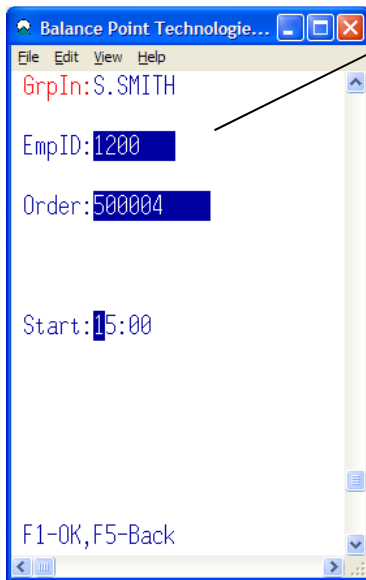 Balance Point Technologie...
File Edit View Help
GrpIn:S.SMITH
EmpID:1200
Order:500004
Start:15:00
F1-OK,F5-Back